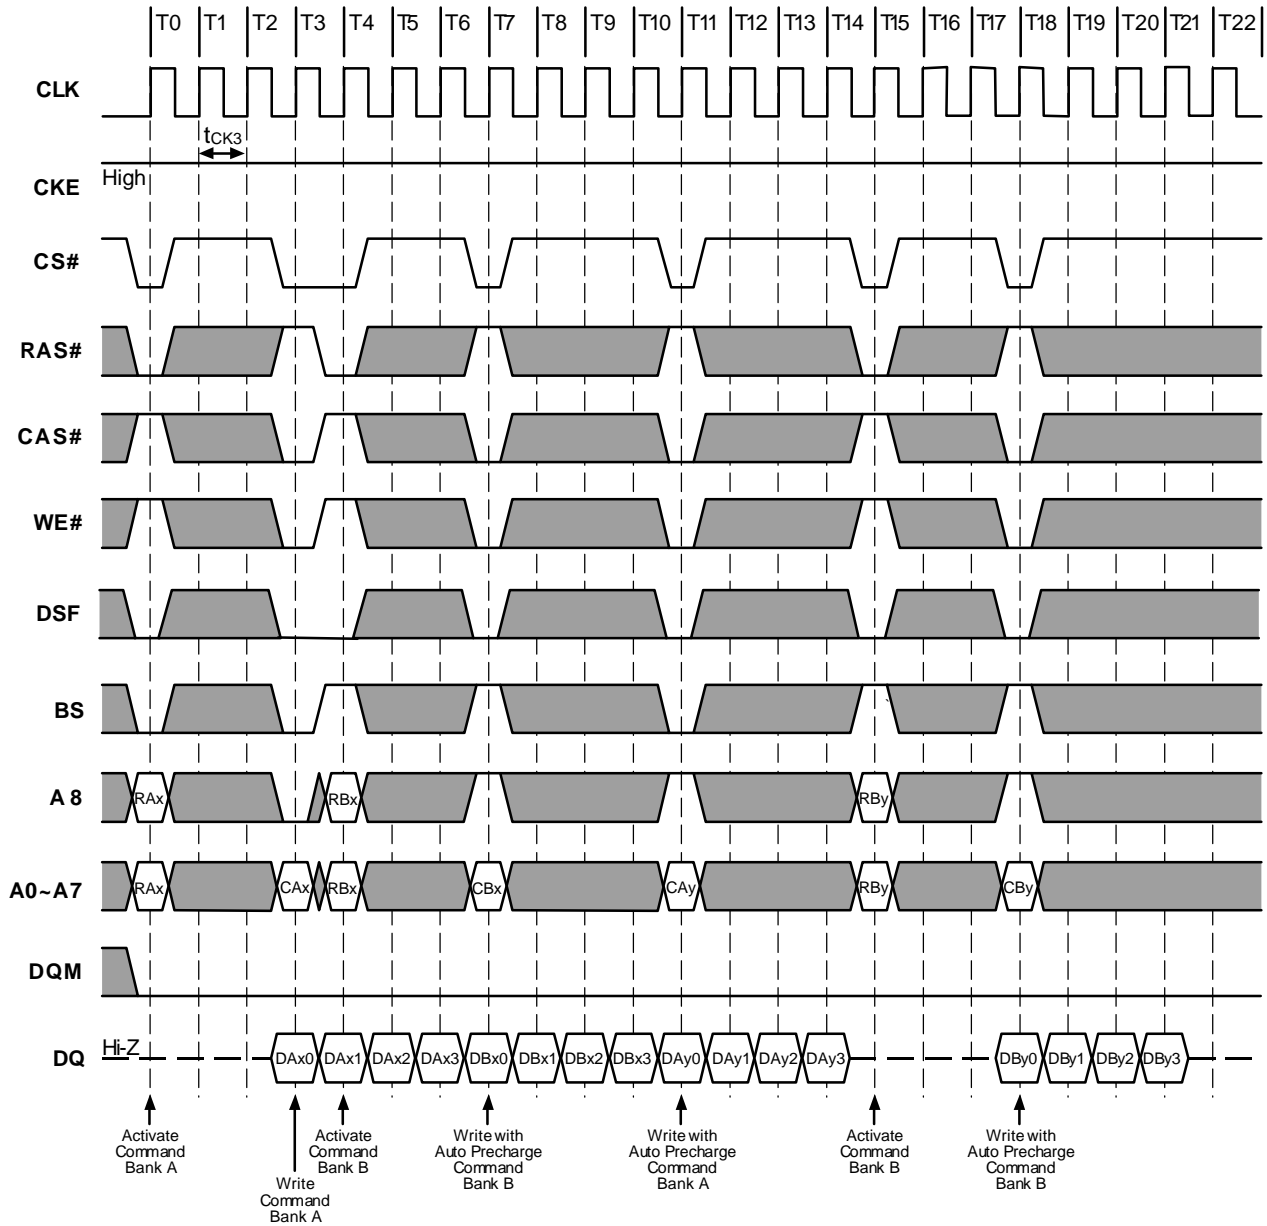 T0 T1 T2 T3 T4 T5 T6 T7 T8 T9 T10 T11 T12 T13 T14 T15 T16 T17 T18 T19 T20 T21 T22
CLK
tCK3
High
CKE
CS#
RAS#
CAS#
WE#
DSF
BS
A8 RAx RBx RBy
A0~A7 RAx CAx RBx CBx CAy RBy CBy
DQM
DQ Hi-Z DAx0 DAx1 DAx2 DAx3 DBx0 DBx1 DBx2 DBx3 DAy0 DAy1 DAy2 DAy3 DBy0 DBy1 DBy2 DBy3
Activate
Command
Bank A
Write
Command
Bank A
Activate
Command
Bank B
Write with
Auto Precharge
Command
Bank B
Write with
Auto Precharge
Command
Bank A
Activate
Command
Bank B
Write with
Auto Precharge
Command
Bank B